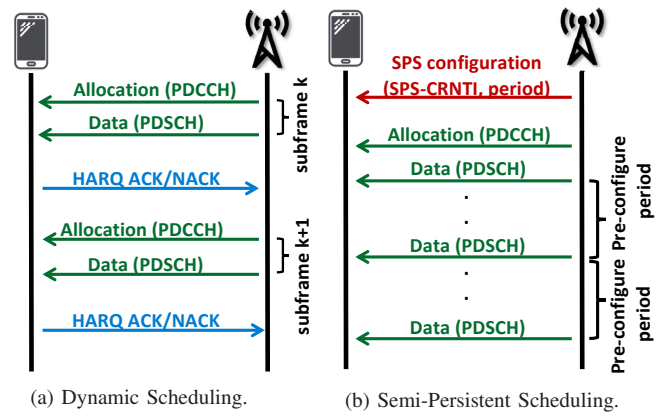 Allocation (PDCCH)
Data (PDSCH)
subframe k
HARQ ACK/NACK
Allocation (PDCCH)
Data (PDSCH)
subframe k+1
HARQ ACK/NACK
(a) Dynamic Scheduling.
SPS configuration
(SPS-CRNTI, period)
Allocation (PDCCH)
Data (PDSCH)
Pre-configure
period
Data (PDSCH)
Pre-configure
period
Data (PDSCH)
(b) Semi-Persistent Scheduling.